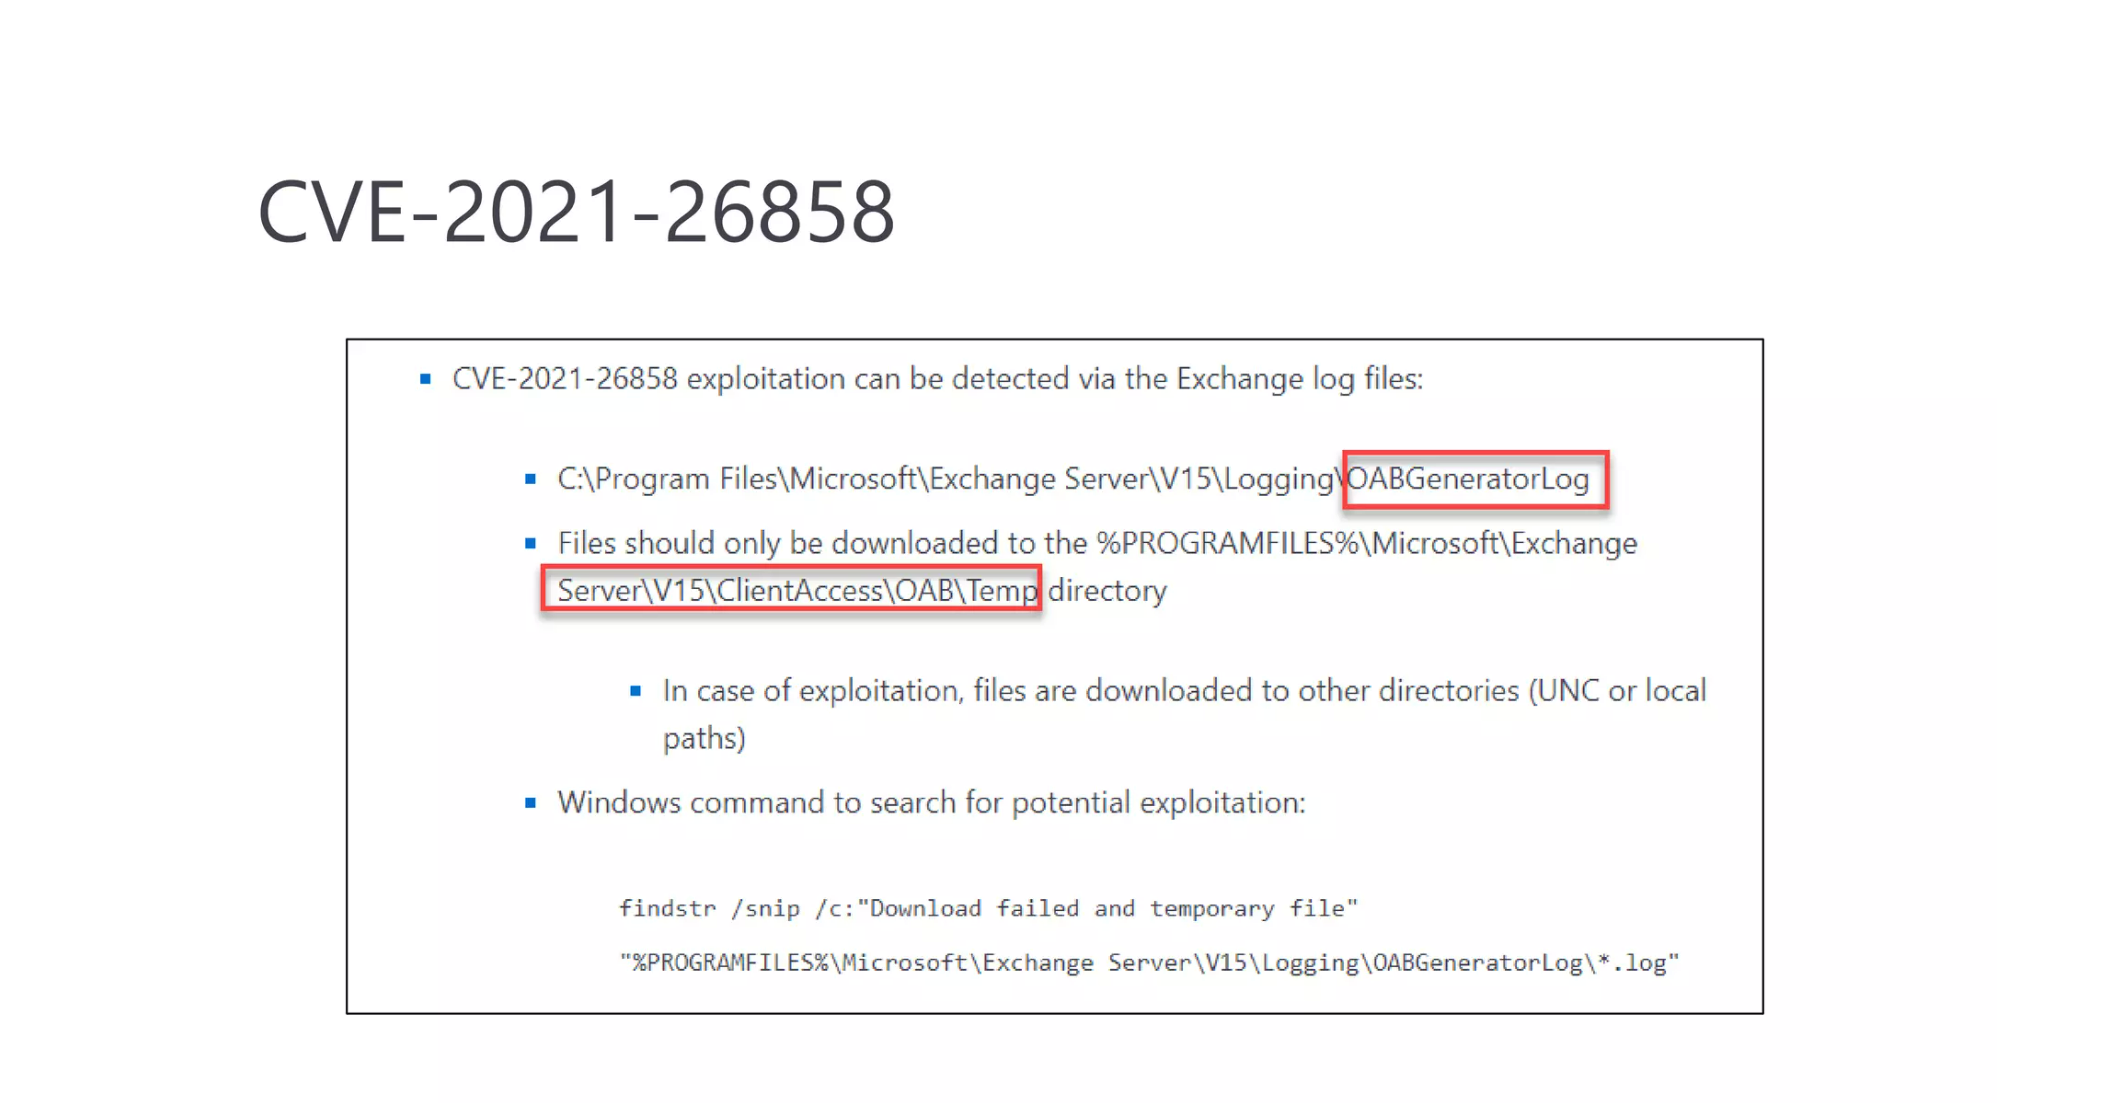 CVE-2021-26858
CVE-2021-26858 exploitation can be detected via the Exchange log files:
C:\Program Files\Microsoft\Exchange Server\V15\Logging\OABGeneratorLog
Files should only be downloaded to the %PROGRAMFILES%\Microsoft\Exchange
Server\V15\ClientAccess\OAB\Temp directory
In case of exploitation, files are downloaded to other directories (UNC or local
paths)
Windows command to search for potential exploitation:
findstr /snip /c:"Download failed and temporary file"
"%PROGRAMFILES%\Microsoft\Exchange Server\V15\Logging\OABGeneratorLog\*.log"